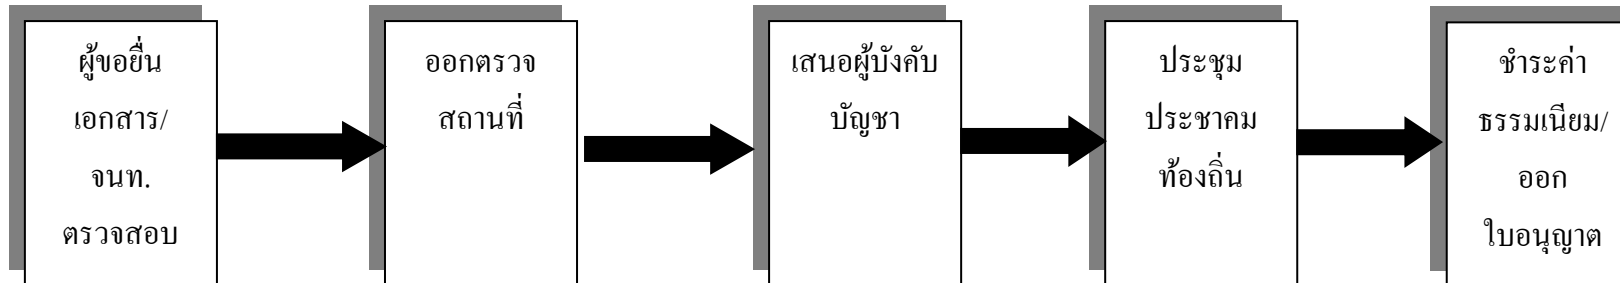 ผู้ขอยื่น
เอกสาร/
จนท.
ตรวจสอบ
ออกตรวจ
สถานที่
เสนอผู้บังคับ
บัญชา
ประชุม
ประชาคม
ท้องถิ่น
ชำระค่า
ธรรมเนียม/
ออก
ใบอนุญาต